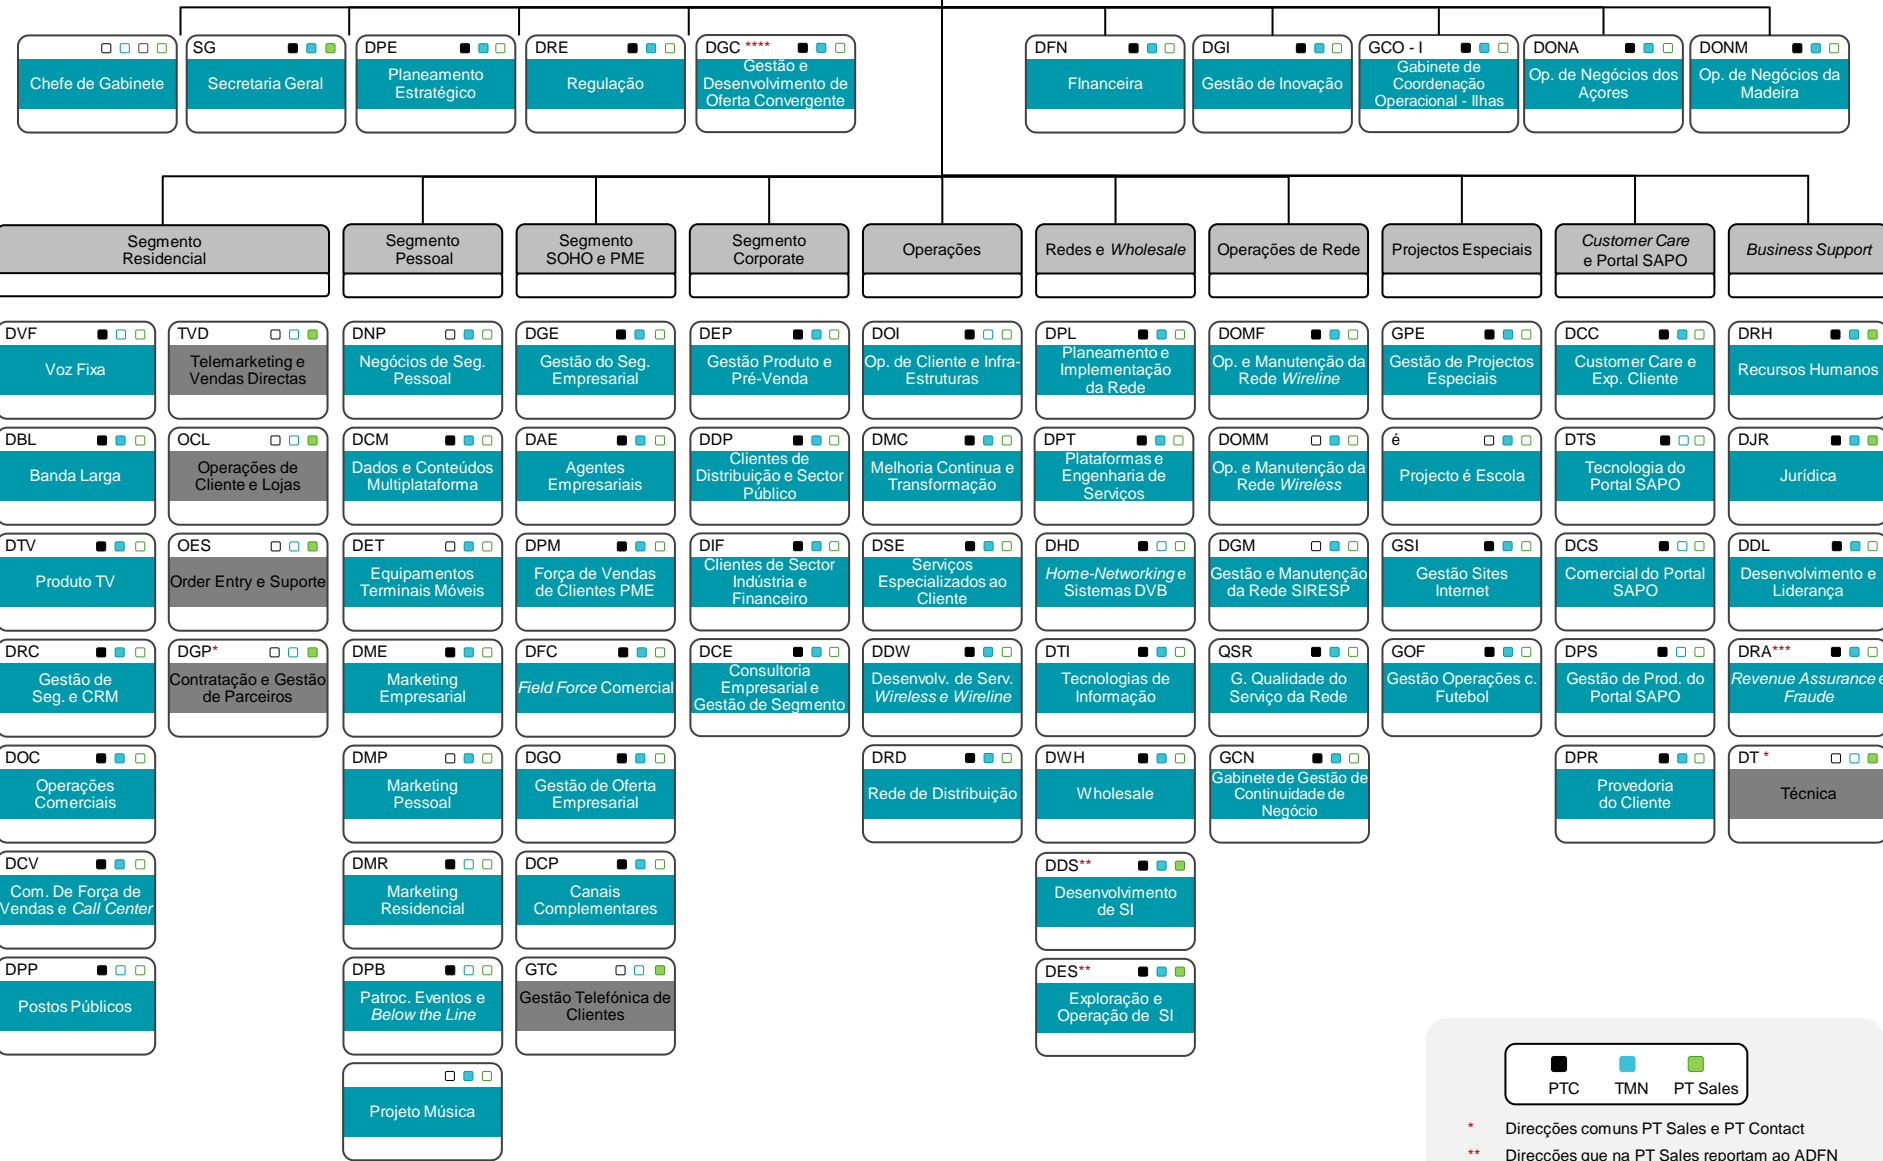 Chefe de Gabinete
SG
Secretaria Geral
DPE
Planeamento
Estratégico
DRE
Regulação
DGC ****
Gestão e
Desenvolvimento de
Oferta Convergente
DFN
FInanceira
DGI
Gestão de Inovação
GCO - I
Gabinete de
Coordenação
Operacional - Ilhas
DONA
Op. de Negócios dos
Açores
DONM
Op. de Negócios da
Madeira
Segmento
Residencial
Segmento
Pessoal
Segmento
SOHO e PME
Segmento
Corporate
Operações
Redes e Wholesale
Operações de Rede
Projectos Especiais
Customer Care
e Portal SAPO
Business Support
DVF
Voz Fixa
TVD
Telemarketing e
Vendas Directas
DNP
Negócios de Seg.
Pessoal
DGE
Gestão do Seg.
Empresarial
DEP
Gestão Produto e
Pré-Venda
DOI
Op. de Cliente e Infra-
Estruturas
DPL
Planeamento e
Implementação
da Rede
DOMF
Op. e Manutenção da
Rede Wireline
GPE
Gestão de Projectos
Especiais
DCC
Customer Care e
Exp. Cliente
DRH
Recursos Humanos
DBL
Banda Larga
OCL
Operações de
Cliente e Lojas
DCM
Dados e Conteúdos
Multiplataforma
DAE
Agentes
Empresariais
DDP
Clientes de
Distribuição e Sector
Público
DMC
Melhoria Continua e
Transformação
DPT
Plataformas e
Engenharia de
Serviços
DOMM
Op. e Manutenção da
Rede Wireless
é
Projecto é Escola
DTS
Tecnologia do
Portal SAPO
DJR
Jurídica
DTV
Produto TV
OES
Order Entry e Suporte
DET
Equipamentos
Terminais Móveis
DPM
Força de Vendas
de Clientes PME
DIF
Clientes de Sector
Indústria e
Financeiro
DSE
Serviços
Especializados ao
Cliente
DHD
Home-Networking e
Sistemas DVB
DGM
Gestão e Manutenção
da Rede SIRESP
GSI
Gestão Sites
Internet
DCS
Comercial do Portal
SAPO
DDL
Desenvolvimento e
Liderança
DRC
Gestão de
Seg. e CRM
DGP*
Contratação e Gestão
de Parceiros
DME
Marketing
Empresarial
DFC
Field Force Comercial
DCE
Consultoria
Empresarial e
Gestão de Segmento
DDW
Desenvolv. de Serv.
Wireless e Wireline
DTI
Tecnologias de
Informação
QSR
G. Qualidade do
Serviço da Rede
GOF
Gestão Operações c.
Futebol
DPS
Gestão de Prod. do
Portal SAPO
DRA***
Revenue Assurance e
Fraude
DOC
Operações
Comerciais
DMP
Marketing
Pessoal
DGO
Gestão de Oferta
Empresarial
DRD
Rede de Distribuição
DWH
Wholesale
GCN
Gabinete de Gestão de
Continuidade de
Negócio
DPR
Provedoria
do Cliente
DT *
Técnica
DCV
Com. De Força de
Vendas e Call Center
DMR
Marketing
Residencial
DCP
Canais
Complementares
DDS**
Desenvolvimento
de SI
DPP
Postos Públicos
DPB
Patroc. Eventos e
Below the Line
GTC
Gestão Telefónica de
Clientes
DES**
Exploração e
Operação de SI
Projeto Música
PTC TMN PT Sales
* Direcções comuns PT Sales e PT Contact
** Direcções que na PT Sales reportam ao ADFN